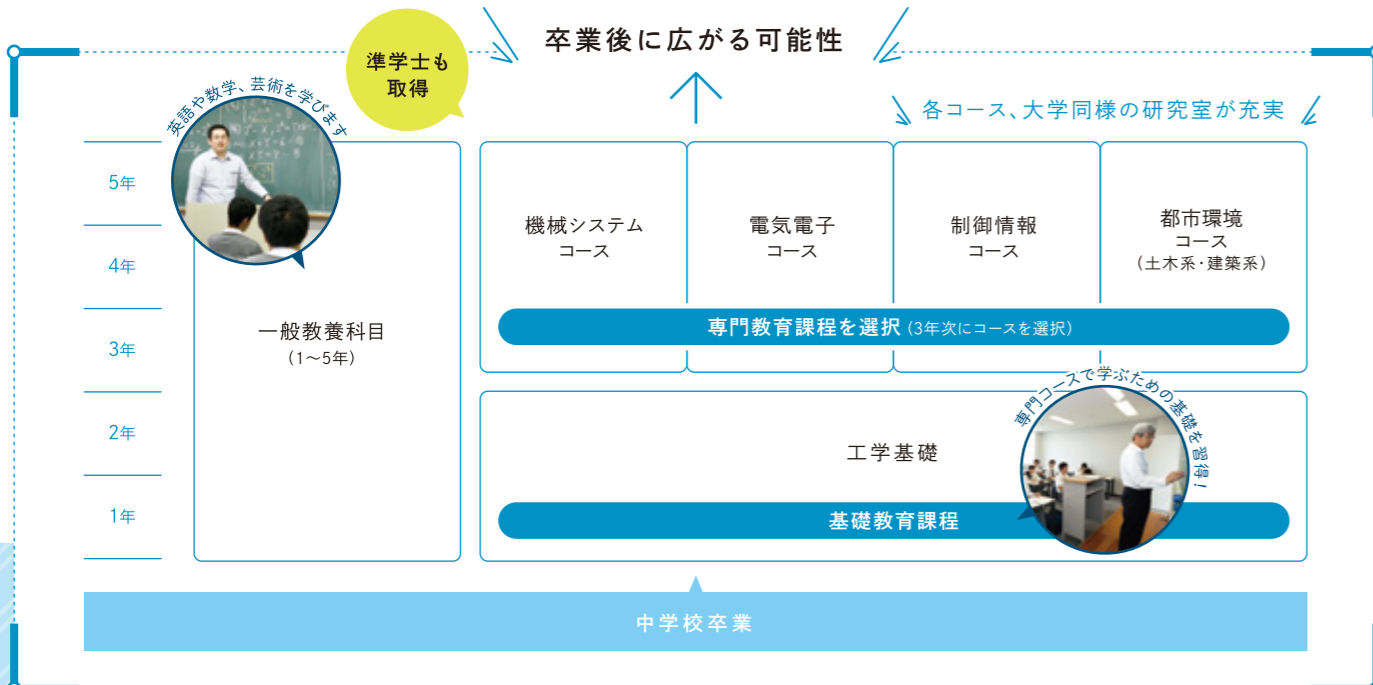 卒業後に広がる可能性
準学士も
取得
各コース、大学同様の研究室が充実
英語や数学、芸術を学びます
5年
4年
3年
2年
1年
一般教養科目
(1〜5年)
機械システム
コース
電気電子
コース
制御情報
コース
都市環境
コース
(土木系・建築系)
専門教育課程を選択 (3年次にコースを選択)
専門コースで学ぶための基礎を習得!
工学基礎
基礎教育課程
中学校卒業